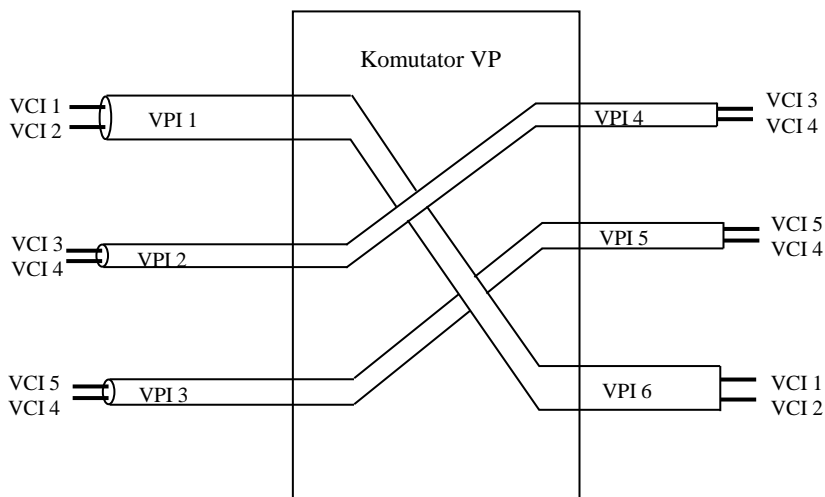 Komutator VP
VCI 1
VCI 2
VPI 1
VCI 3
VCI 4
VPI 2
VCI 5
VCI 4
VPI 3
VPI 4
VCI 3
VCI 4
VPI 5
VCI 5
VCI 4
VPI 6
VCI 1
VCI 2